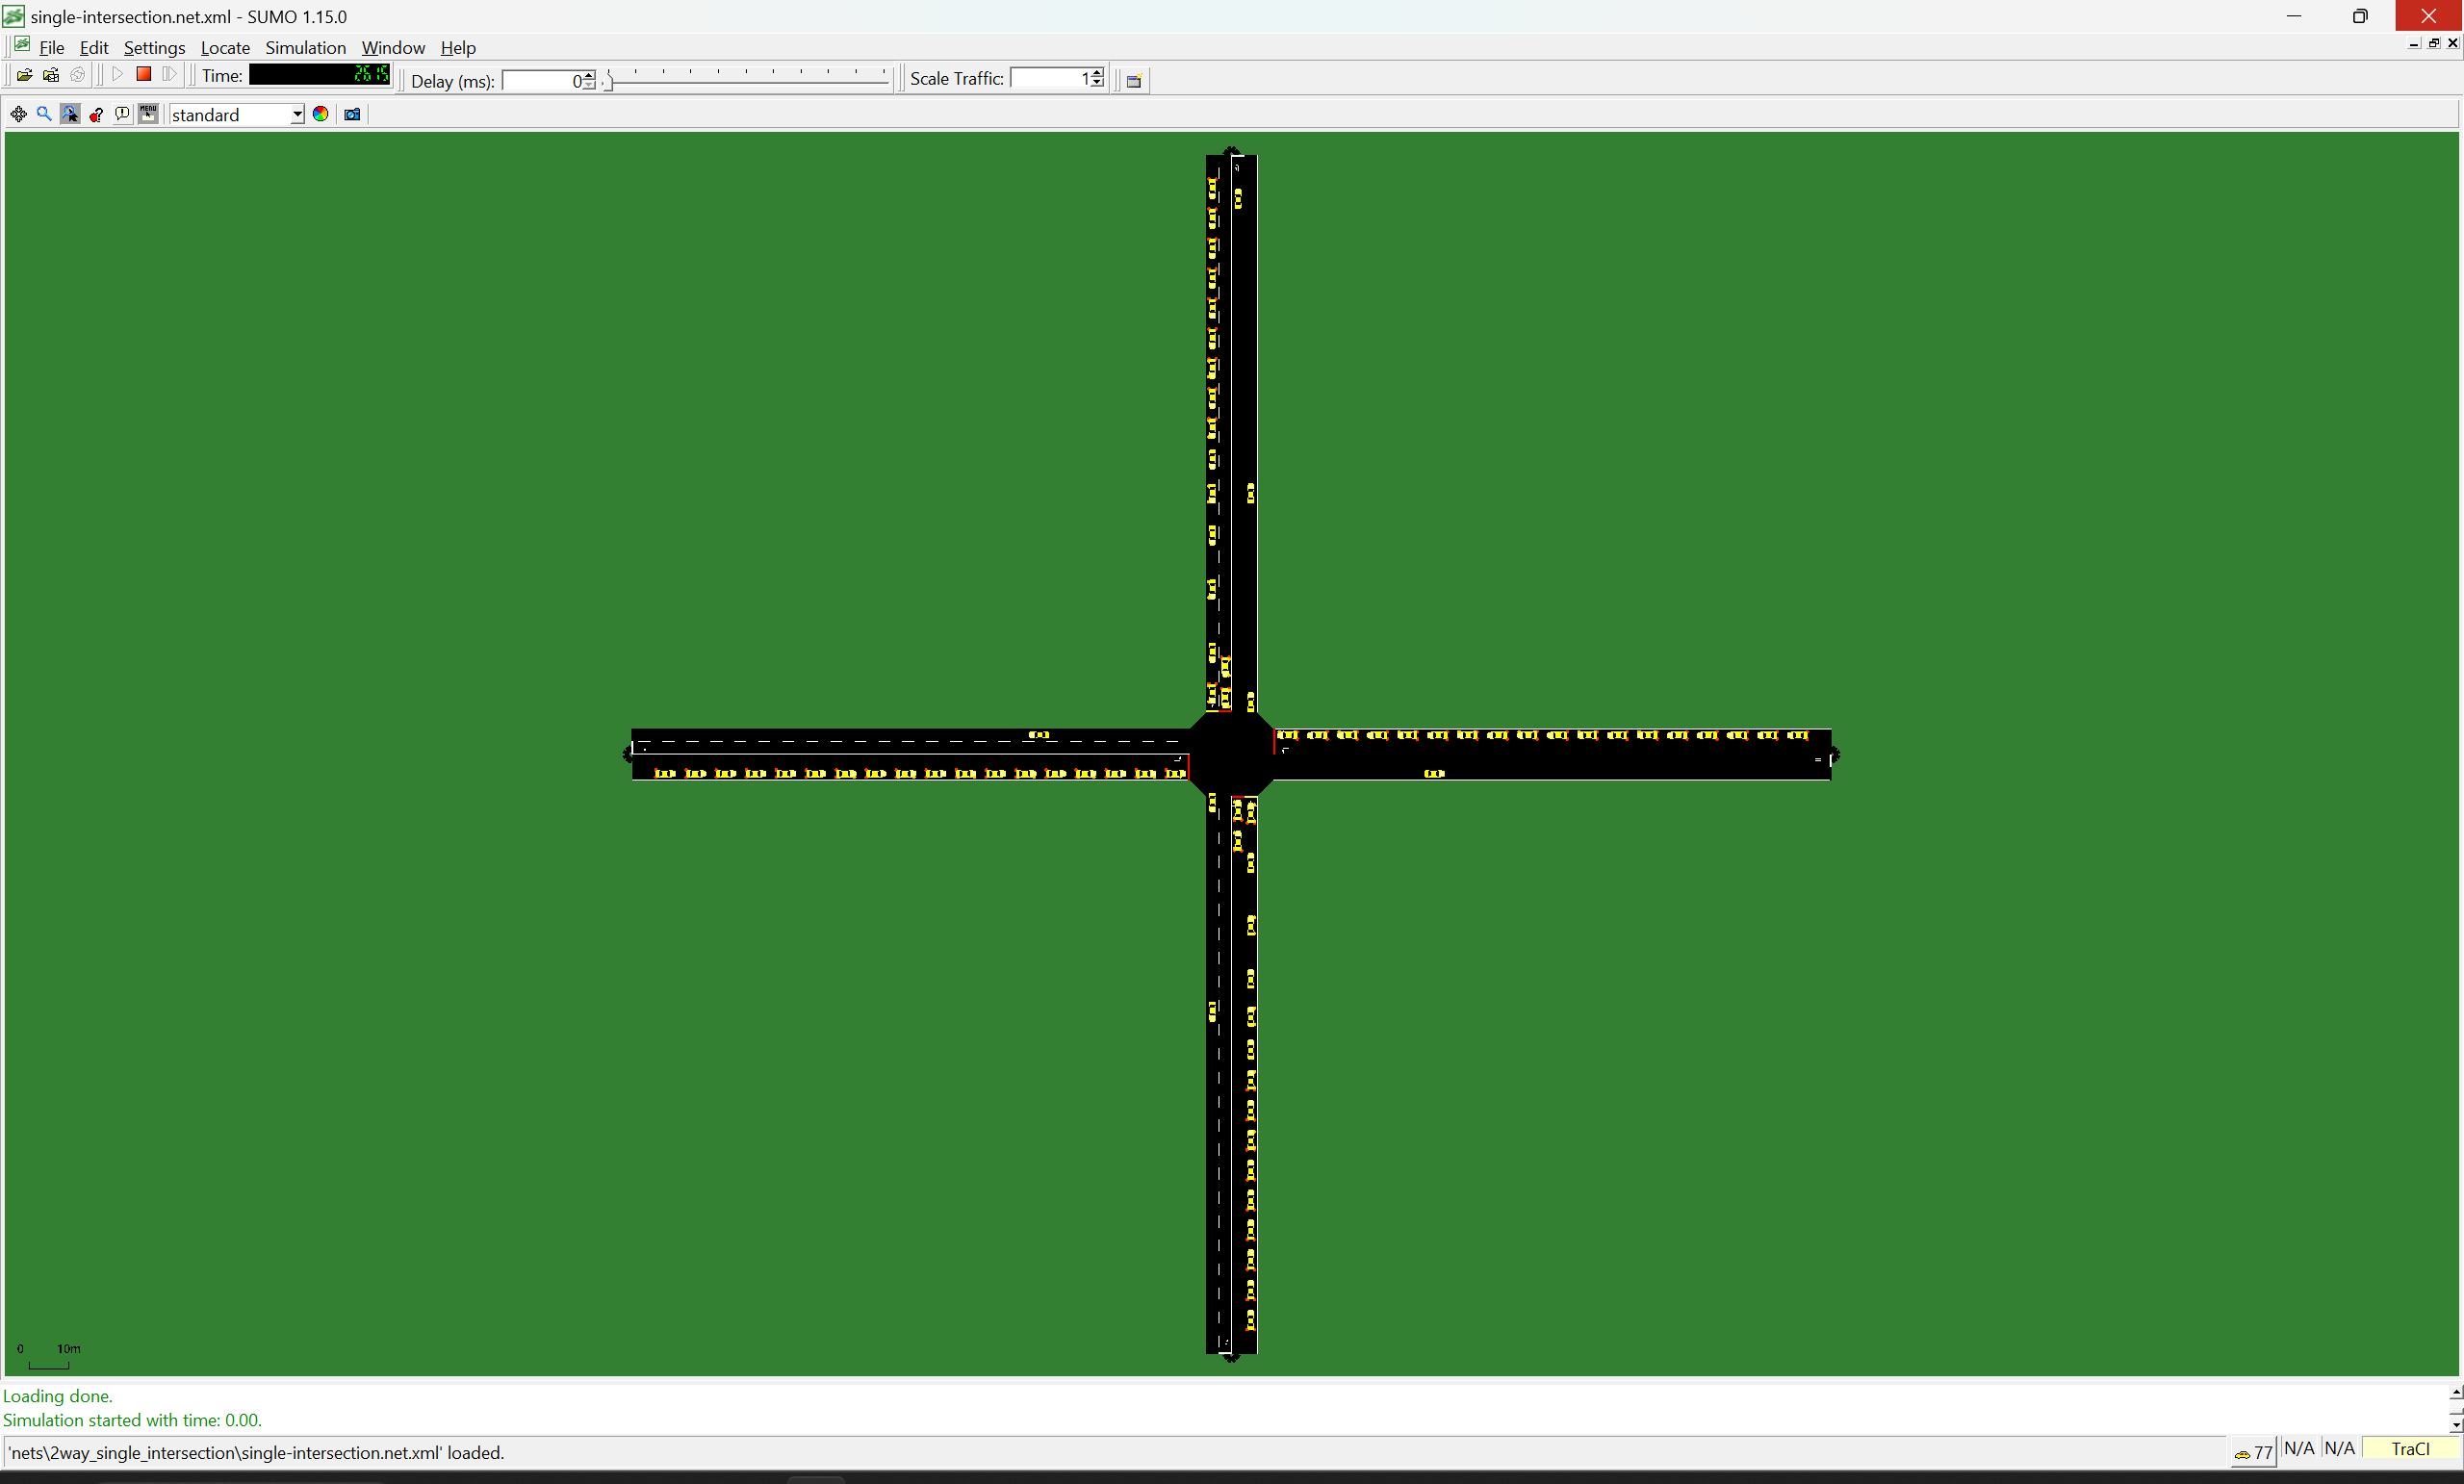 single-intersection.net.xml - SUMO 1.15.0
File Edit Settings Locate Simulation Window Help
Time: 2615 Delay (ms): 0 Scale Traffic: 1
MENU standard
0 10m
Loading done.
Simulation started with time: 0.00.
'nets\2way_single_intersection\single-intersection.net.xml' loaded. 77 N/A N/A TraCI